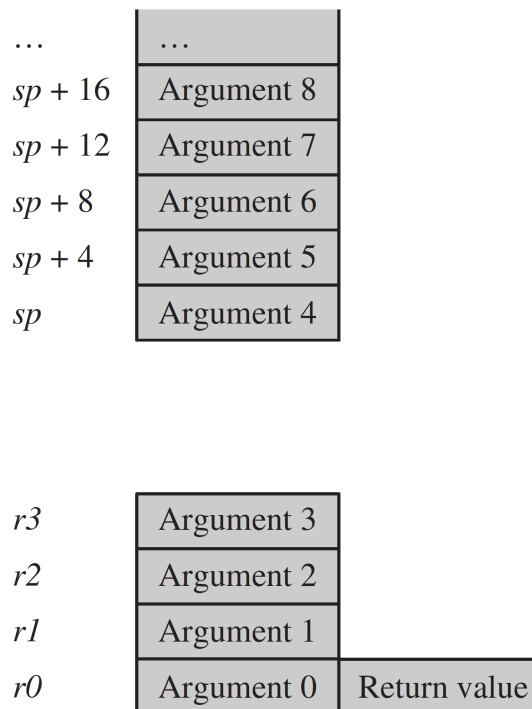 … …
sp + 16 Argument 8
sp + 12 Argument 7
sp + 8 Argument 6
sp + 4 Argument 5
sp Argument 4
r3 Argument 3
r2 Argument 2
r1 Argument 1
r0 Argument 0 Return value